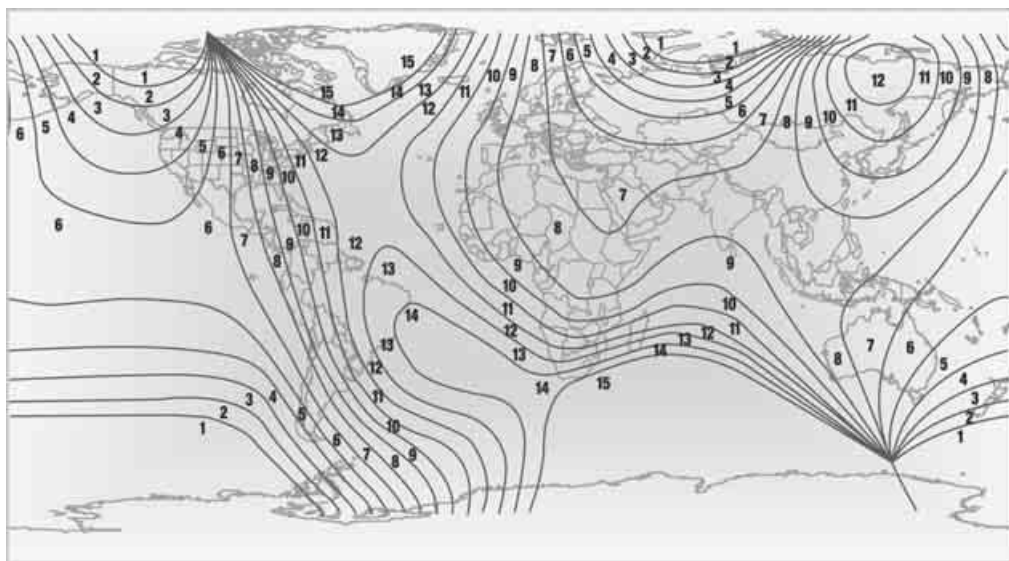 1 1
1 15 8 7 6 5 4 3 2 2
2 1 11 10 9 3 4 12 11 10 9 8
2 15 14 13 5
3 3 14 12 6 11
4 5 10 7 9
6 4 13 8
5 6 7 8 9 10 11 12
7
6 6 7 9 10 11 12 8
8 13 9 9
10 10
14 11
12 13 12 11
13 7 6
13 14 8 5
12 14 15 4
4 3 11 3
2 5 2
1 10 1
6
7 8 9